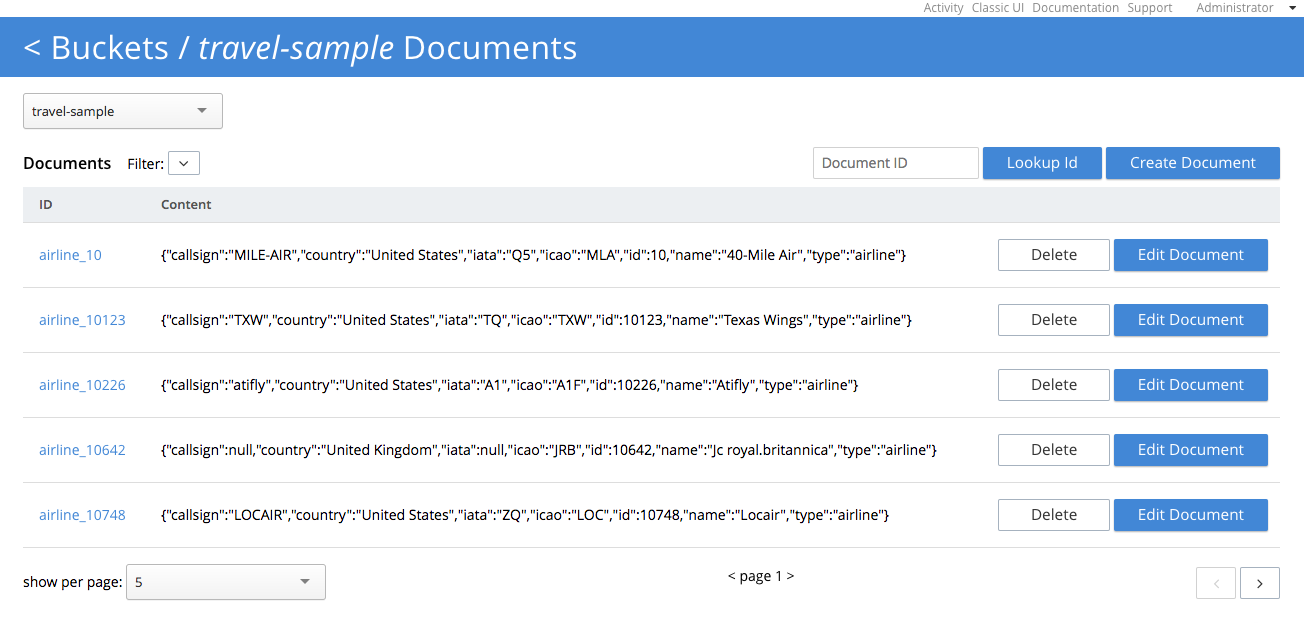 Activity Classic UI Documentation Support Administrator
< Buckets / travel-sample Documents
travel-sample
Documents Filter: Document ID Lookup Id Create Document
ID Content
airline_10 {"callsign":"MILE-AIR","country":"United States","iata":"Q5","icao":"MLA","id":10,"name":"40-Mile Air","type":"airline"} Delete Edit Document
airline_10123 {"callsign":"TXW","country":"United States","iata":"TQ","icao":"TXW","id":10123,"name":"Texas Wings","type":"airline"} Delete Edit Document
airline_10226 {"callsign":"atifly","country":"United States","iata":"A1","icao":"A1F","id":10226,"name":"Atifly","type":"airline"} Delete Edit Document
airline_10642 {"callsign":null,"country":"United Kingdom","iata":null,"icao":"JRB","id":10642,"name":"Jc royal.britannica","type":"airline"} Delete Edit Document
airline_10748 {"callsign":"LOCAIR","country":"United States","iata":"ZQ","icao":"LOC","id":10748,"name":"Locair","type":"airline"} Delete Edit Document
show per page: 5 < page 1 > < >